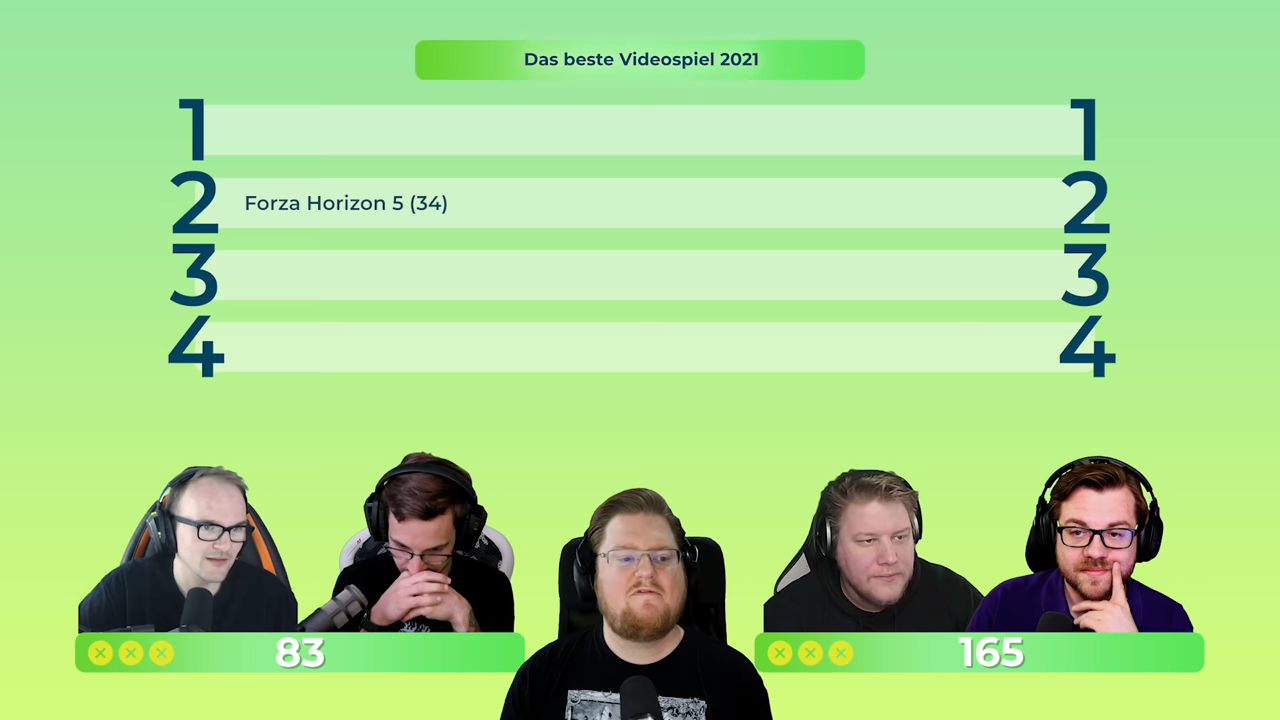 Das beste Videospiel 2021
1 1
2 Forza Horizon 5 (34) 2
3 3
4 4
83
165